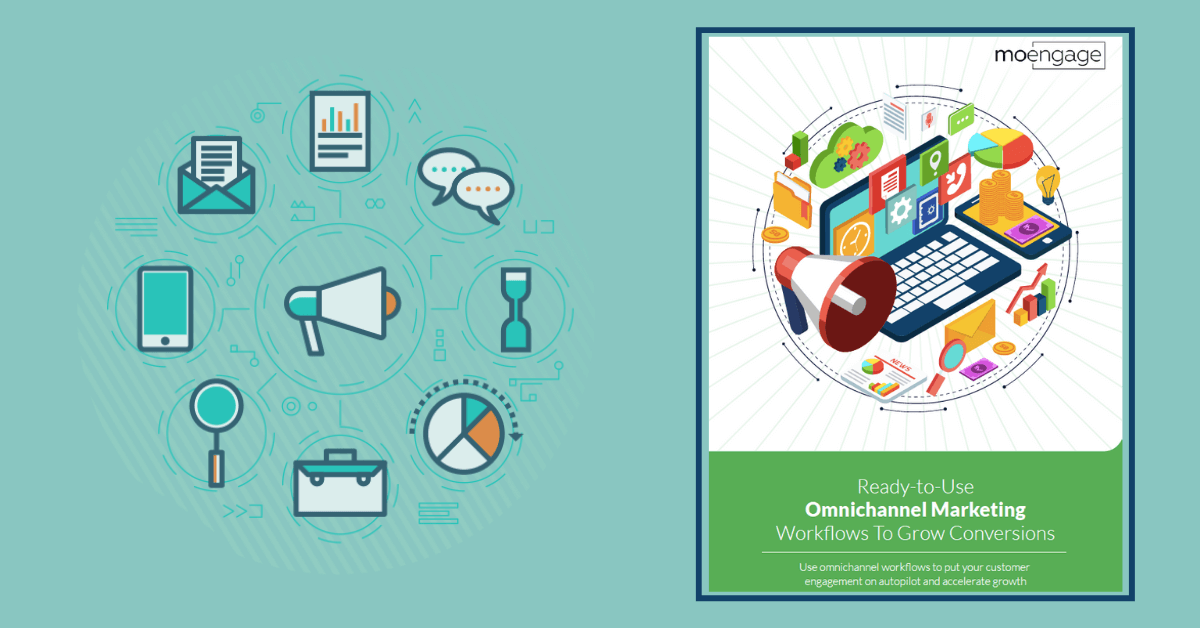 moengage
NEWS
Ready-to-Use
Omnichannel Marketing
Workflows To Grow Conversions
Use omnichannel workflows to put your customer
engagement on autopilot and accelerate growth